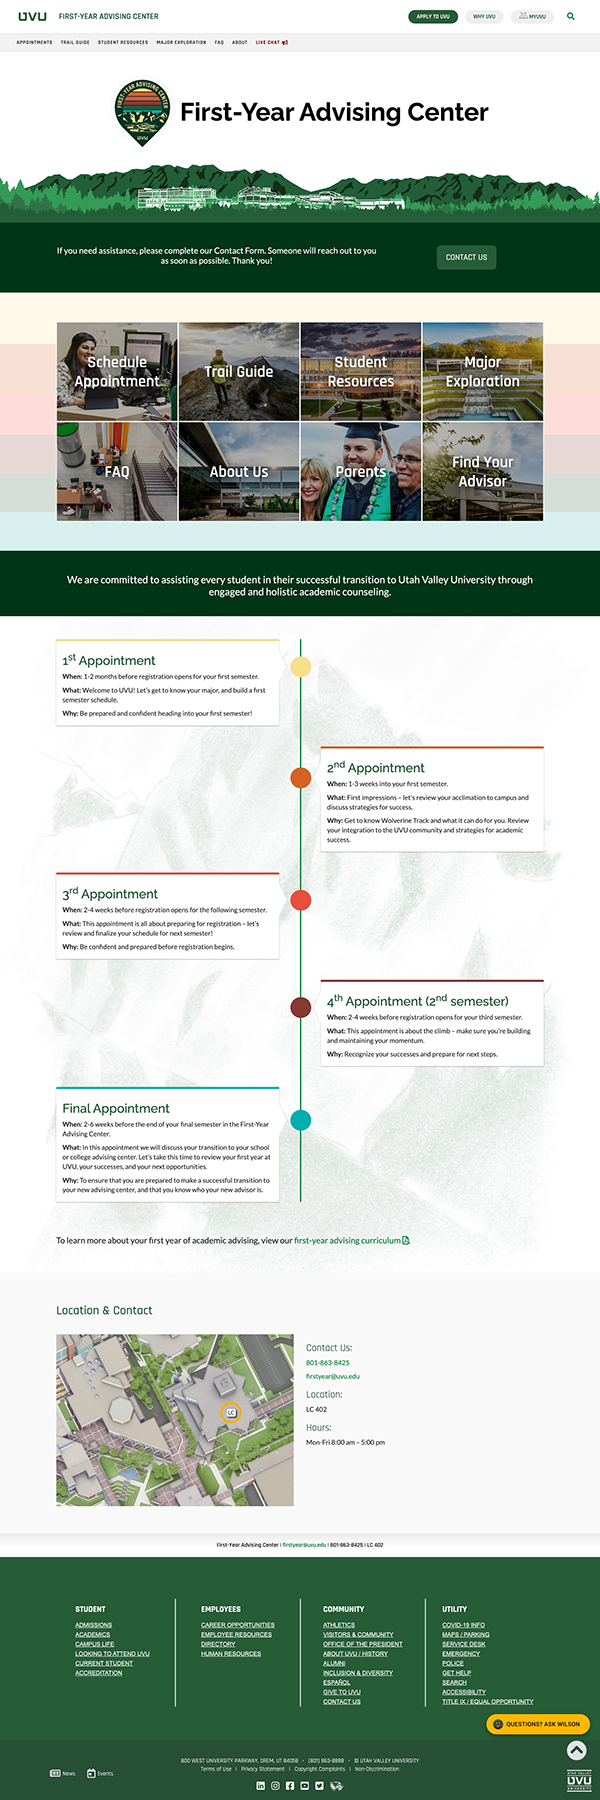 UVU FIRST-YEAR ADVISING CENTER APPLY TO UVU WHY UVU MYUVU
APPOINTMENTS TRAIL GUIDE STUDENT RESOURCES MAJOR EXPLORATION FAQ ABOUT LIVE CHAT
FIRST-YEAR ADVISING CENTER
UVU
First-Year Advising Center
If you need assistance, please complete our Contact Form. Someone will reach out to you
as soon as possible. Thank you!
CONTACT US
Schedule
Appointment
Trail Guide
Student
Resources
Major
Exploration
FAQ
About Us
Parents
Find Your
Advisor
We are committed to assisting every student in their successful transition to Utah Valley University through
engaged and holistic academic counseling.
1st Appointment
When: 1-2 months before registration opens for your first semester.
What: Welcome to UVU! Let's get to know your major, and build a first
semester schedule.
Why: Be prepared and confident heading into your first semester!
2nd Appointment
When: 1-3 weeks into your first semester.
What: First impressions – let's review your acclimation to campus and
discuss strategies for success.
Why: Get to know Wolverine Track and what it can do for you. Review
your integration to the UVU community and strategies for academic
success.
3rd Appointment
When: 2-4 weeks before registration opens for the following semester.
What: This appointment is all about preparing for registration – let's
review and finalize your schedule for next semester!
Why: Be confident and prepared before registration begins.
4th Appointment (2nd semester)
When: 2-4 weeks before registration opens for your third semester.
What: This appointment is about the climb – make sure you're building
and maintaining your momentum.
Why: Recognize your successes and prepare for next steps.
Final Appointment
When: 2-6 weeks before the end of your final semester in the First-Year
Advising Center.
What: In this appointment we will discuss your transition to your school
or college advising center. Let's take this time to review your first year at
UVU, your successes, and your next opportunities.
Why: To ensure that you are prepared to make a successful transition to
your new advising center, and that you know who your new advisor is.
To learn more about your first year of academic advising, view our first-year advising curriculum
Location & Contact
LC
Contact Us:
801-863-8425
firstyear@uvu.edu
Location:
LC 402
Hours:
Mon-Fri 8:00 am – 5:00 pm
First-Year Advising Center | firstyear@uvu.edu | 801-863-8425 | LC 402
STUDENT
ADMISSIONS
ACADEMICS
CAMPUS LIFE
LOOKING TO ATTEND UVU
CURRENT STUDENT
ACCREDITATION
EMPLOYEES
CAREER OPPORTUNITIES
EMPLOYEE RESOURCES
DIRECTORY
HUMAN RESOURCES
COMMUNITY
ATHLETICS
VISITORS & COMMUNITY
OFFICE OF THE PRESIDENT
ABOUT UVU / HISTORY
ALUMNI
INCLUSION & DIVERSITY
ESPAÑOL
GIVE TO UVU
CONTACT US
UTILITY
COVID-19 INFO
MAPS / PARKING
SERVICE DESK
EMERGENCY
POLICE
GET HELP
SEARCH
ACCESSIBILITY
TITLE IX / EQUAL OPPORTUNITY
QUESTIONS? ASK WILSON
News Events
800 WEST UNIVERSITY PARKWAY, OREM, UT 84058 • (801) 863-8888 • © UTAH VALLEY UNIVERSITY
Terms of Use | Privacy Statement | Copyright Complaints | Non-Discrimination
UTAH VALLEY
UVU
UNIVERSITY